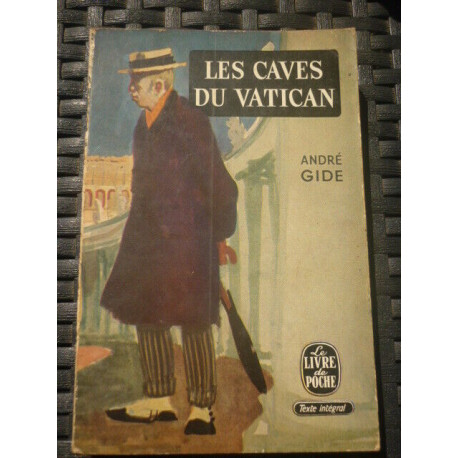 LES CAVES
DU VATICAN
ANDRÉ
GIDE
Le
LIVRE
de
POCHE
Texte intégral